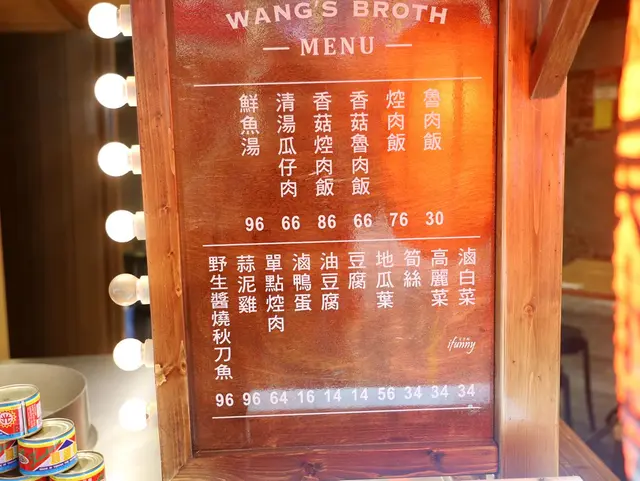 WANG'S BROTH
MENU
魯肉飯
焢肉飯
香菇魯肉飯
香菇焢肉飯
清湯瓜仔肉
鮮魚湯
96 66 86 66 76 30
滷白菜
高麗菜
筍絲
地瓜葉
豆腐
油豆腐
滷鴨蛋
單點焢肉
蒜泥雞
野生醬燒秋刀魚
96 96 64 16 14 14 56 34 34 34
ifunny